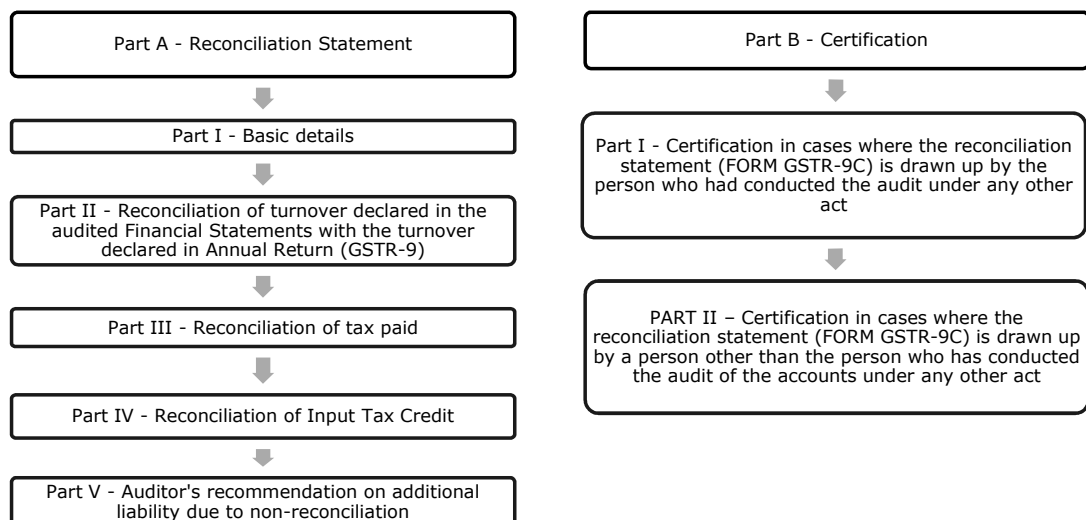 Part A - Reconciliation Statement
Part I - Basic details
Part II - Reconciliation of turnover declared in the
audited Financial Statements with the turnover
declared in Annual Return (GSTR-9)
Part III - Reconciliation of tax paid
Part IV - Reconciliation of Input Tax Credit
Part V - Auditor's recommendation on additional
liability due to non-reconciliation
Part B - Certification
Part I - Certification in cases where the reconciliation
statement (FORM GSTR-9C) is drawn up by the
person who had conducted the audit under any other
act
PART II – Certification in cases where the
reconciliation statement (FORM GSTR-9C) is drawn up
by a person other than the person who has conducted
the audit of the accounts under any other act